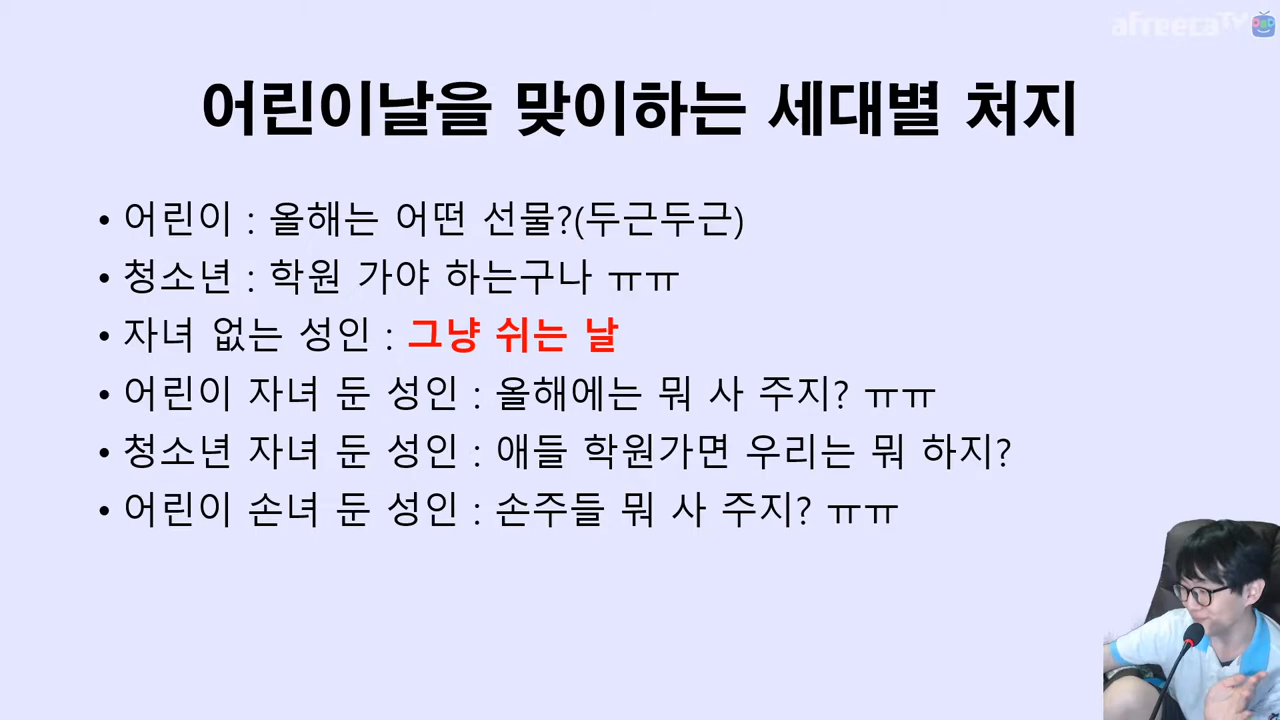 afreecaTV
어린이날을 맞이하는 세대별 처지
• 어린이 : 올해는 어떤 선물?(두근두근)
• 청소년 : 학원 가야 하는구나 ㅠㅠ
• 자녀 없는 성인 : 그냥 쉬는 날
• 어린이 자녀 둔 성인 : 올해에는 뭐 사 주지? ㅠㅠ
• 청소년 자녀 둔 성인 : 애들 학원가면 우리는 뭐 하지?
• 어린이 손녀 둔 성인 : 손주들 뭐 사 주지? ㅠㅠ